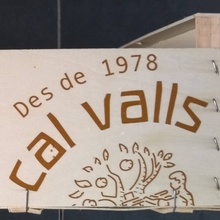 Des de 1978
cal valls